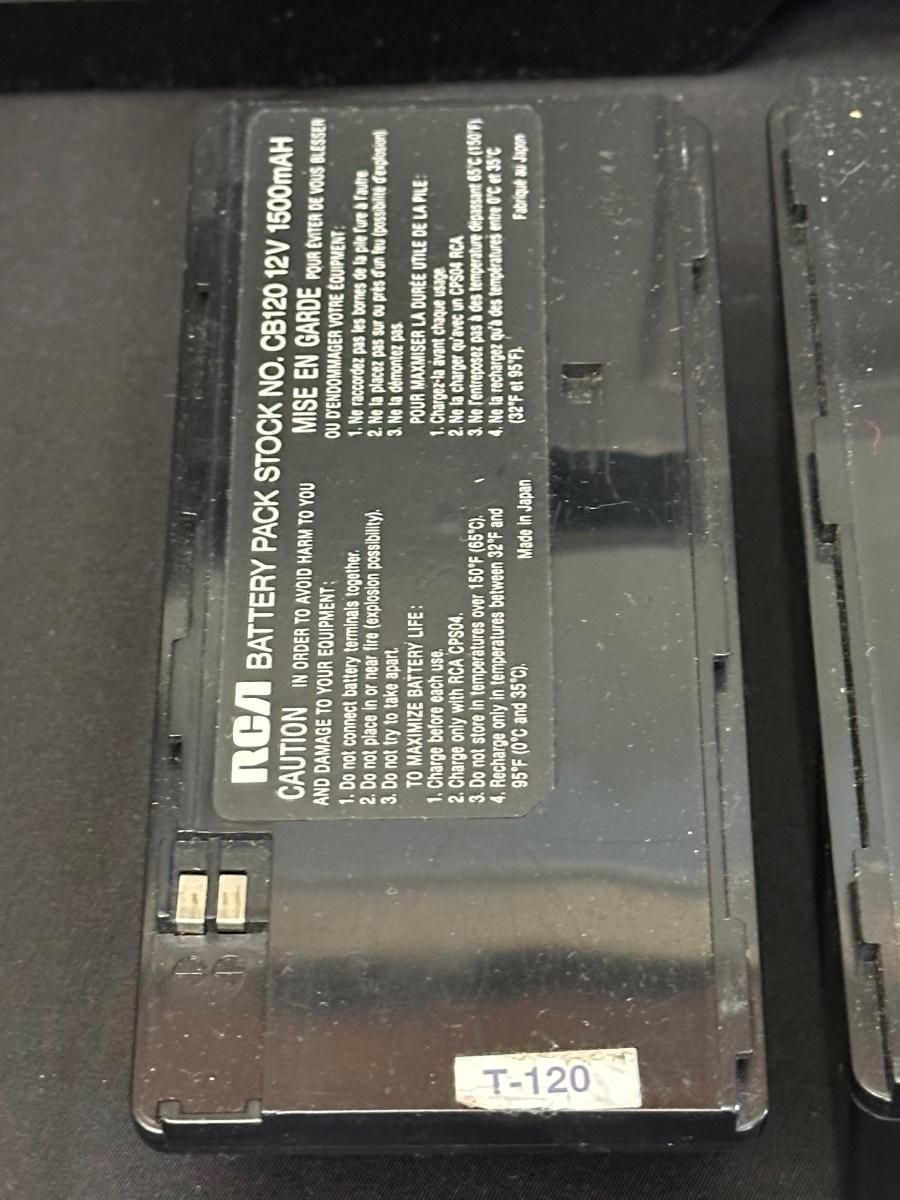 RCA BATTERY PACK STOCK NO. CB120 12V 1500mAH
CAUTION IN ORDER TO AVOID HARM TO YOU
AND DAMAGE TO YOUR EQUIPMENT:
1. Do not connect battery terminals together.
2. Do not place in or near fire (explosion possibility).
3. Do not try to take apart.
TO MAXIMIZE BATTERY LIFE:
1. Charge before each use.
2. Charge only with RCA CPS04.
3. Do not store in temperatures over 150°F (65°C).
4. Recharge only in temperatures between 32°F and
95°F (0°C and 35°C).
Made In Japan
MISE EN GARDE POUR ÉVITER DE VOUS BLESSER
OU D'ENDOMMAGER VOTRE ÉQUIPMENT:
1. Ne raccordez pas les bornes de la pile l'une à l'autre
2. Ne la placez pas sur ou près d'un feu (possibilité d'explosion)
3. Ne la démontez pas.
POUR MAXMISER LA DURÉE UTILE DE LA PILE:
1. Chargez-la avant chaque usage.
2. Ne la charger qu'avec un CPS04 RCA
3. Ne l'entreposez pas à des temperature dépassant 65°C (150°F)
4. Ne la recharger qu'à des températures entre 0°C et 35°C
(32°F et 95°F).
Fabriqué au Japon
T-120